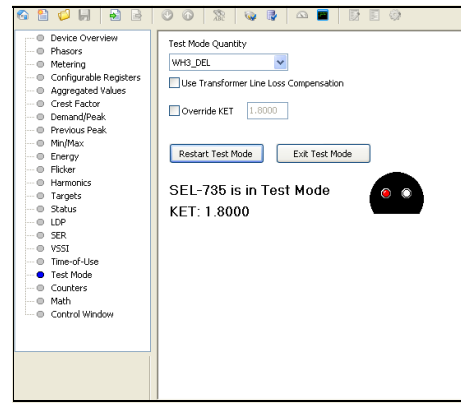 Device Overview
Phasors
Metering
Configurable Registers
Aggregated Values
Crest Factor
Demand/Peak
Previous Peak
Min/Max
Energy
Flicker
Harmonics
Targets
Status
LDP
SER
VSSI
Time-of-Use
Test Mode
Counters
Math
Control Window
Test Mode Quantity
WH3_DEL
Use Transformer Line Loss Compensation
Override KET 1.8000
Restart Test Mode Exit Test Mode
SEL-735 is in Test Mode
KET: 1.8000